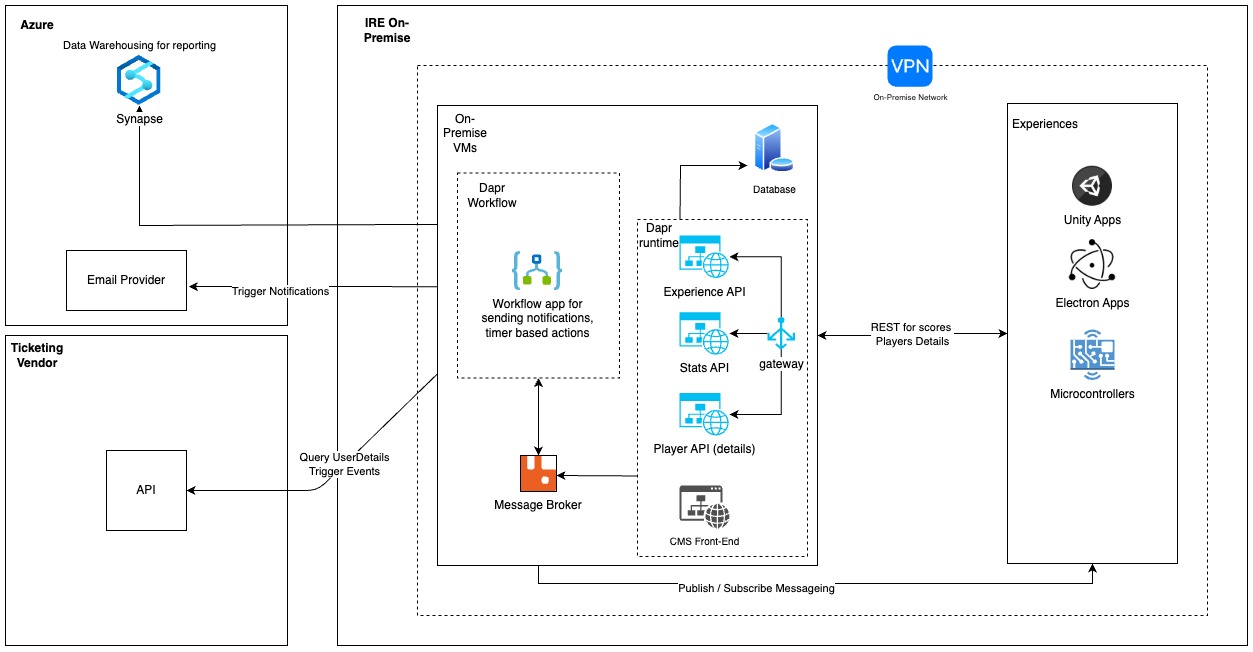 Azure
Data Warehousing for reporting
Synapse
Email Provider
Trigger Notifications
Ticketing
Vendor
API
Query UserDetails
Trigger Events
IRE On-
Premise
VPN
On-Premise Network
On-
Premise
VMs
Dapr
Workflow
Workflow app for
sending notifications,
timer based actions
Message Broker
Database
Dapr
runtime
Experience API
Stats API
gateway
Player API (details)
CMS Front-End
REST for scores
Players Details
Publish / Subscribe Messageing
Experiences
Unity Apps
Electron Apps
Microcontrollers